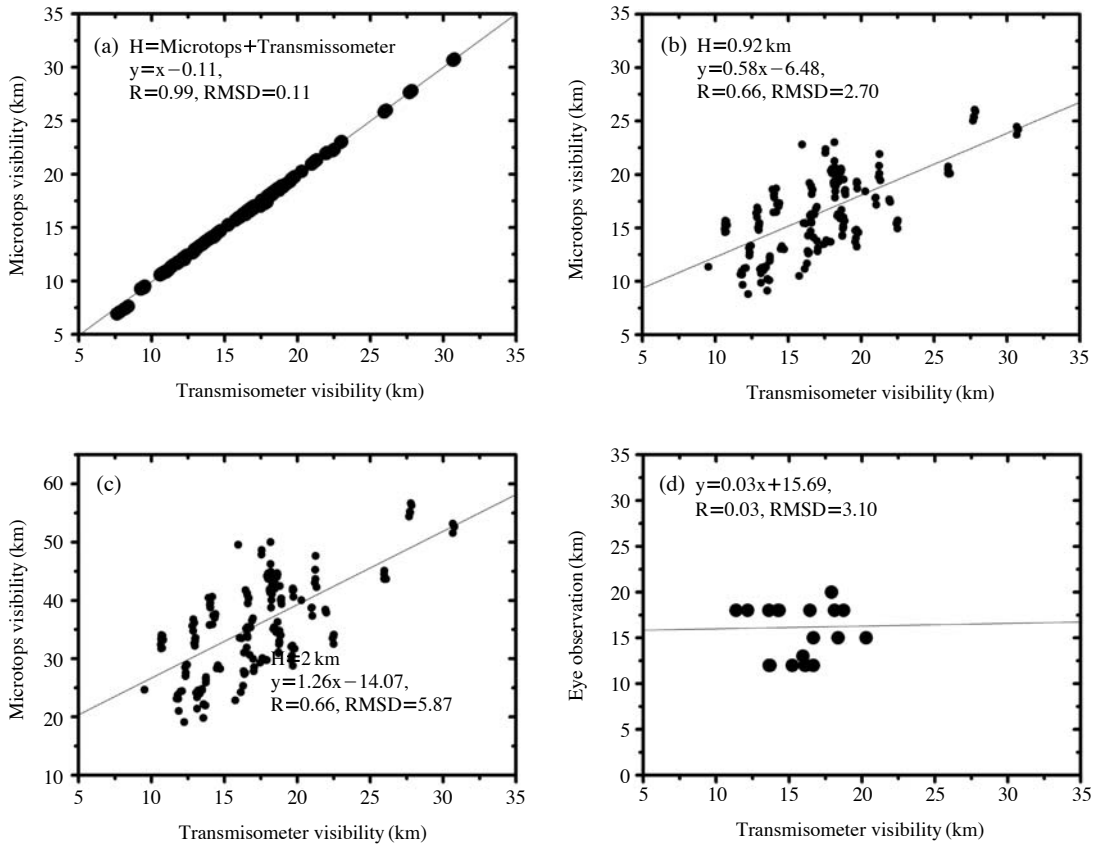 (a) H=Microtops+Transmissometer
y=x−0.11,
R=0.99, RMSD=0.11
Microtops visibility (km)
35
30
25
20
15
10
5
5 10 15 20 25 30 35
Transmisometer visibility (km)
(b) H=0.92 km
y=0.58x−6.48,
R=0.66, RMSD=2.70
Microtops visibility (km)
35
30
25
20
15
10
5
5 10 15 20 25 30 35
Transmisometer visibility (km)
(c)
H=2 km
y=1.26x−14.07,
R=0.66, RMSD=5.87
Microtops visibility (km)
60
50
40
30
20
10
5 10 15 20 25 30 35
Transmisometer visibility (km)
(d) y=0.03x+15.69,
R=0.03, RMSD=3.10
Eye observation (km)
35
30
25
20
15
10
5
0
5 10 15 20 25 30 35
Transmisometer visibility (km)